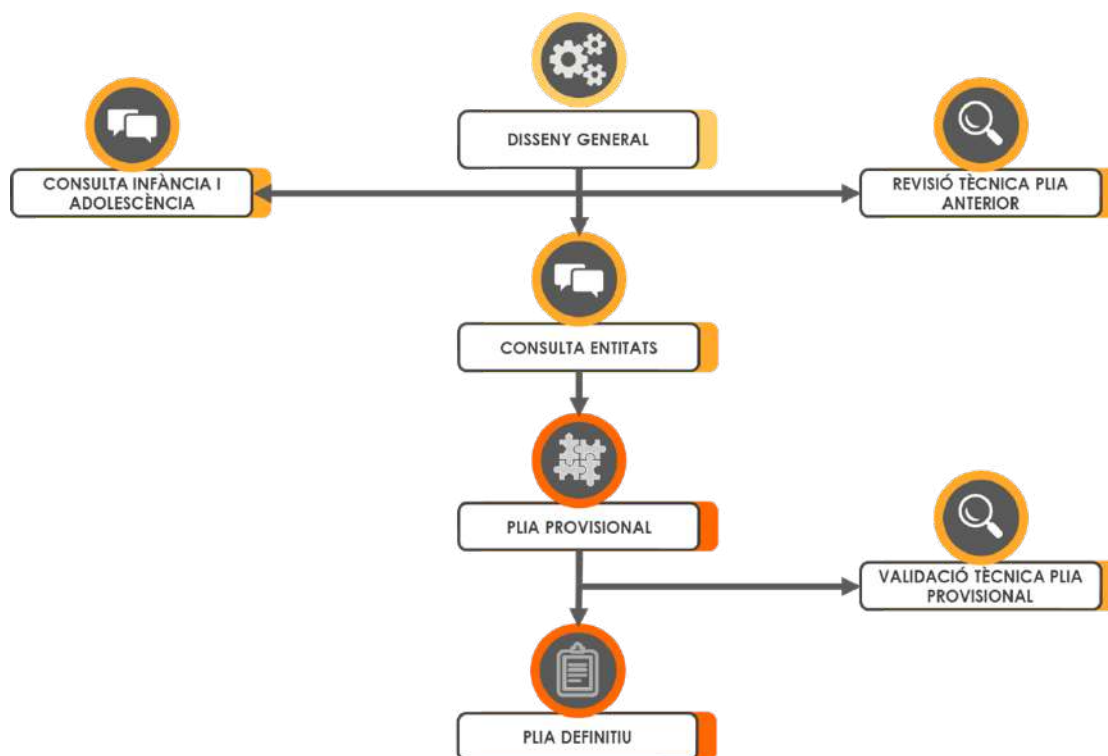 DISSENY GENERAL
CONSULTA INFÀNCIA I
ADOLESCÈNCIA
REVISIÓ TÈCNICA PLIA
ANTERIOR
CONSULTA ENTITATS
PLIA PROVISIONAL
VALIDACIÓ TÈCNICA PLIA
PROVISIONAL
PLIA DEFINITIU